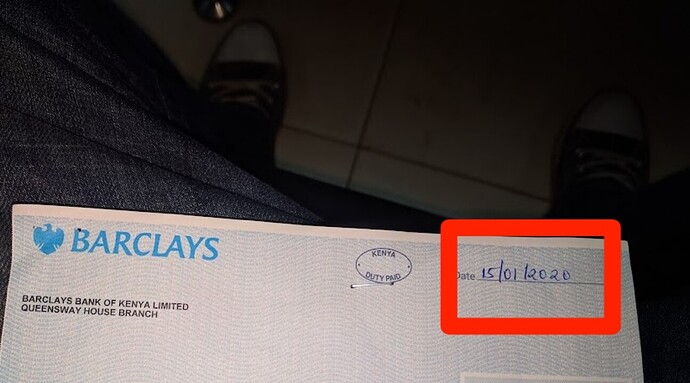 BARCLAYS
KENYA
DUTY PAID
Date 15/01/2020
BARCLAYS BANK OF KENYA LIMITED
QUEENSWAY HOUSE BRANCH